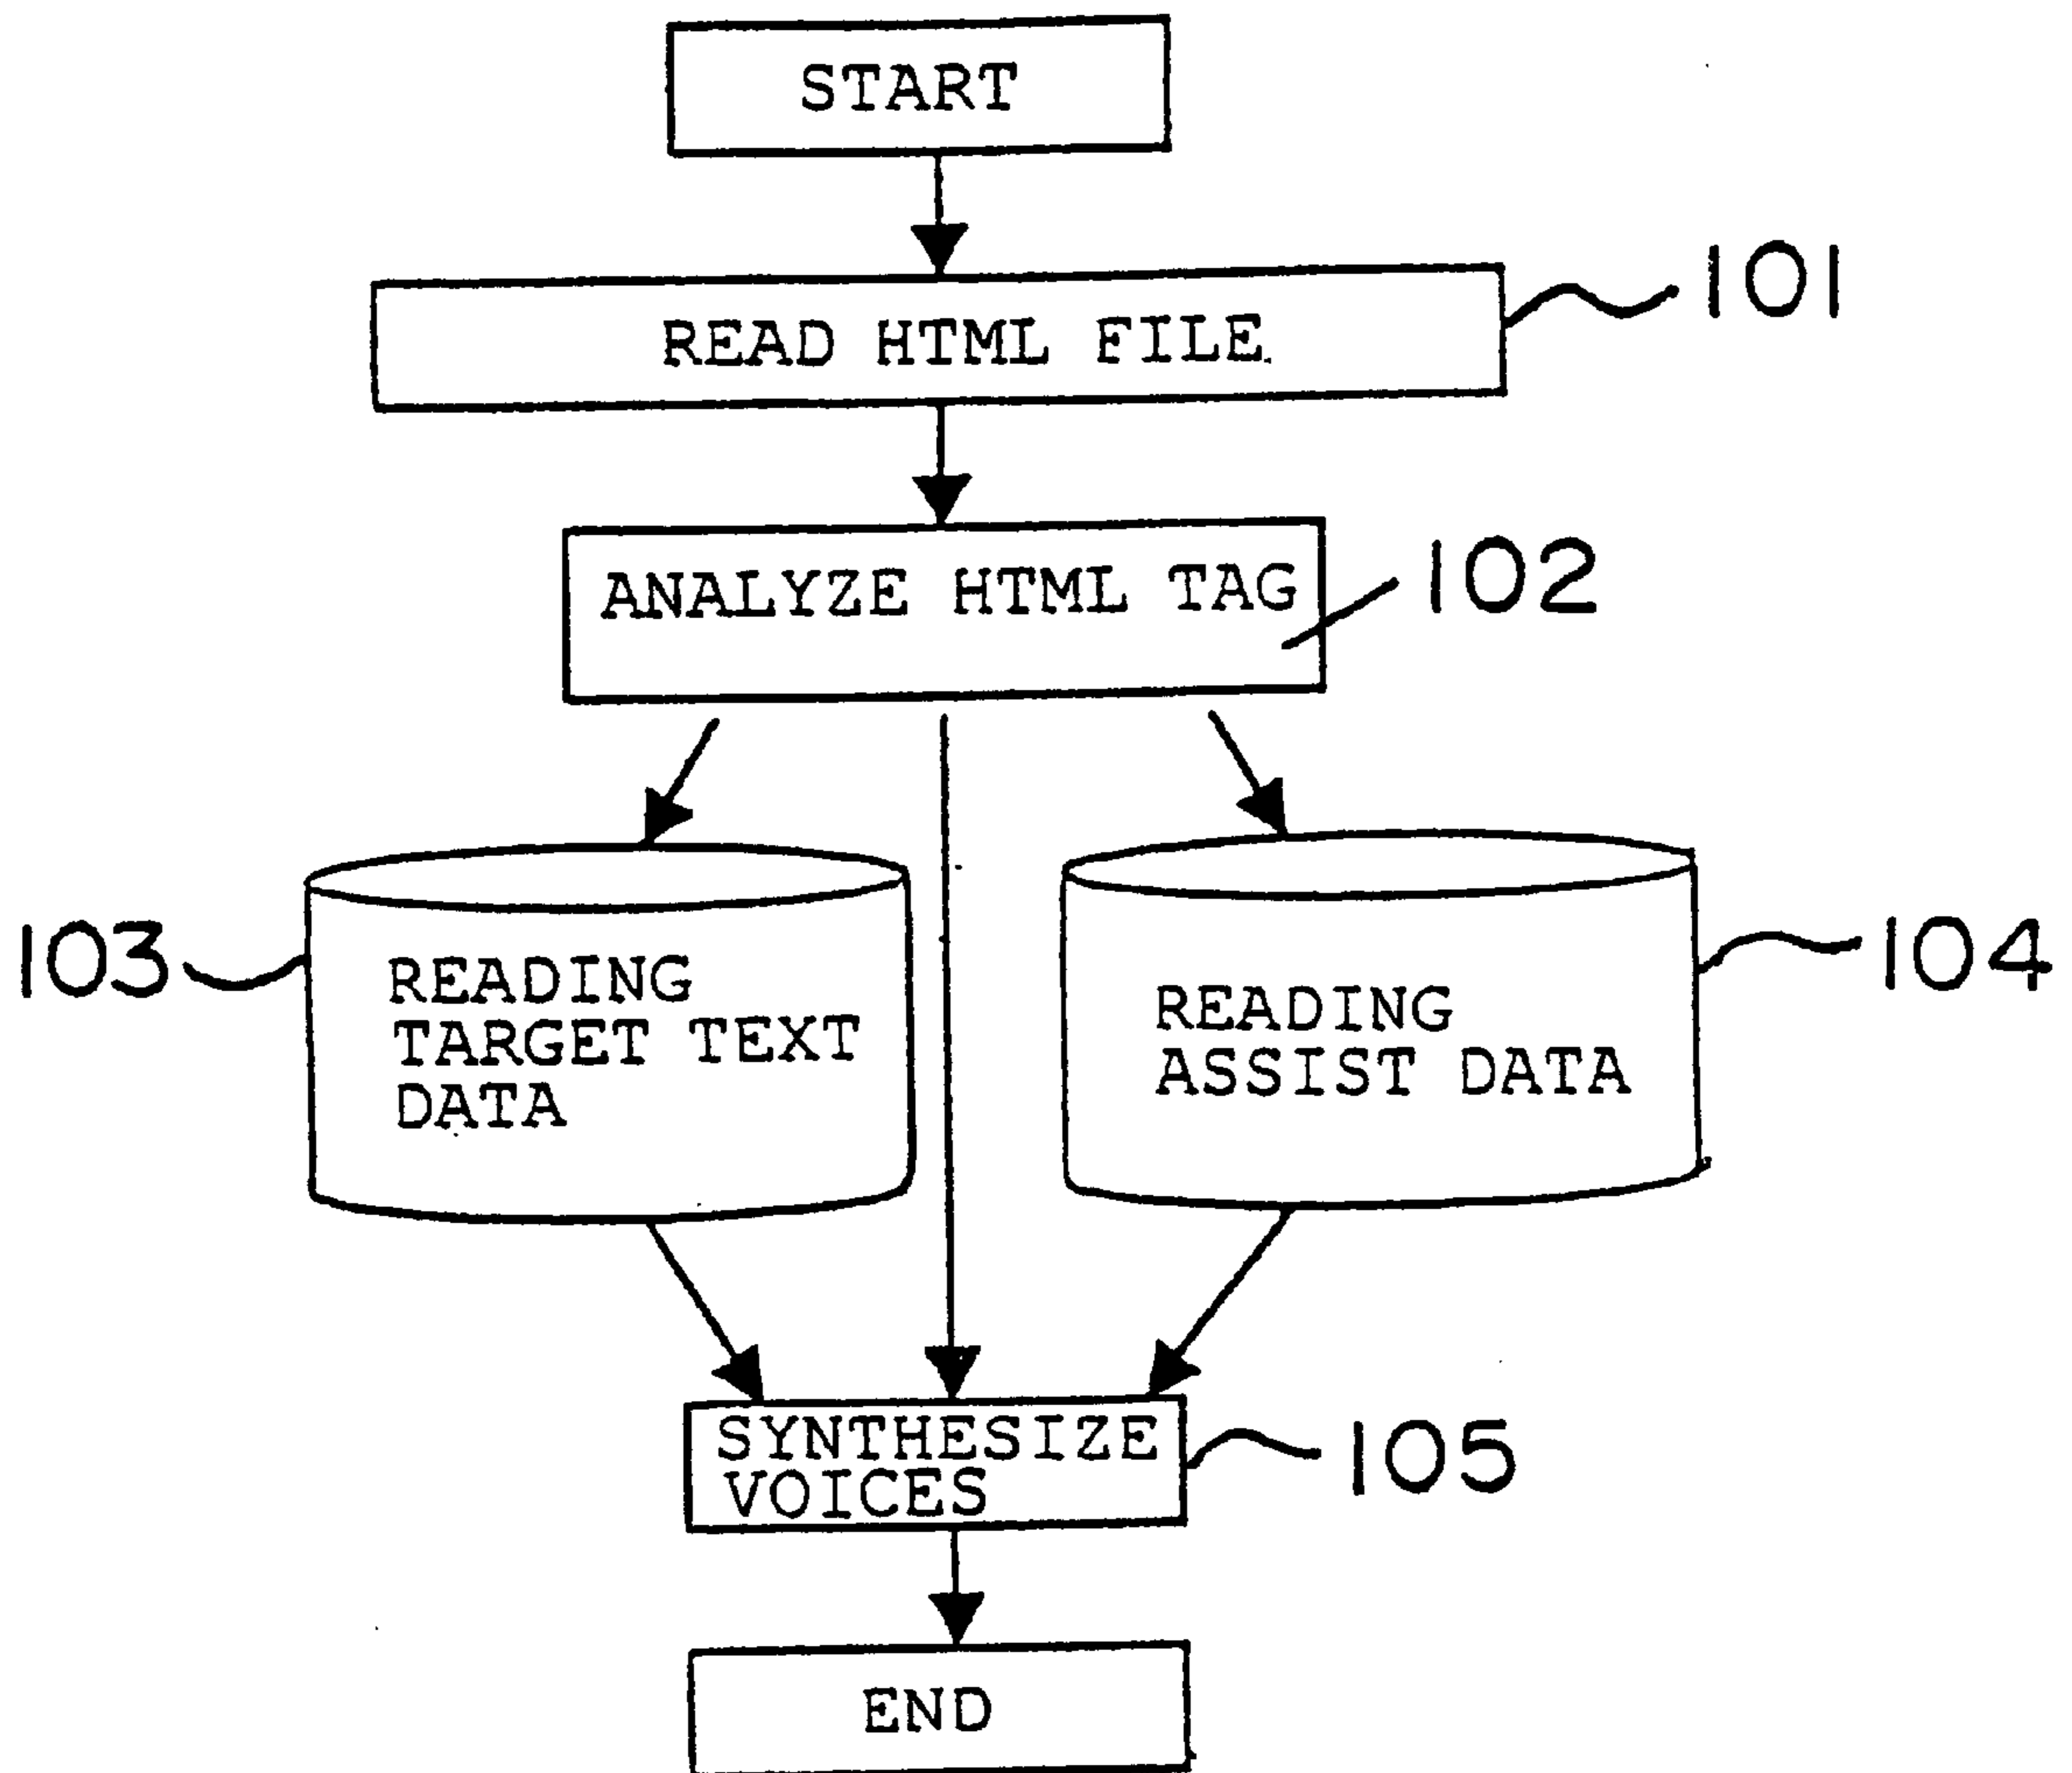 START
READ HTML FILE
101
ANALYZE HTML TAG
102
103
READING
TARGET TEXT
DATA
READING
ASSIST DATA
104
SYNTHESIZE
VOICES
105
END